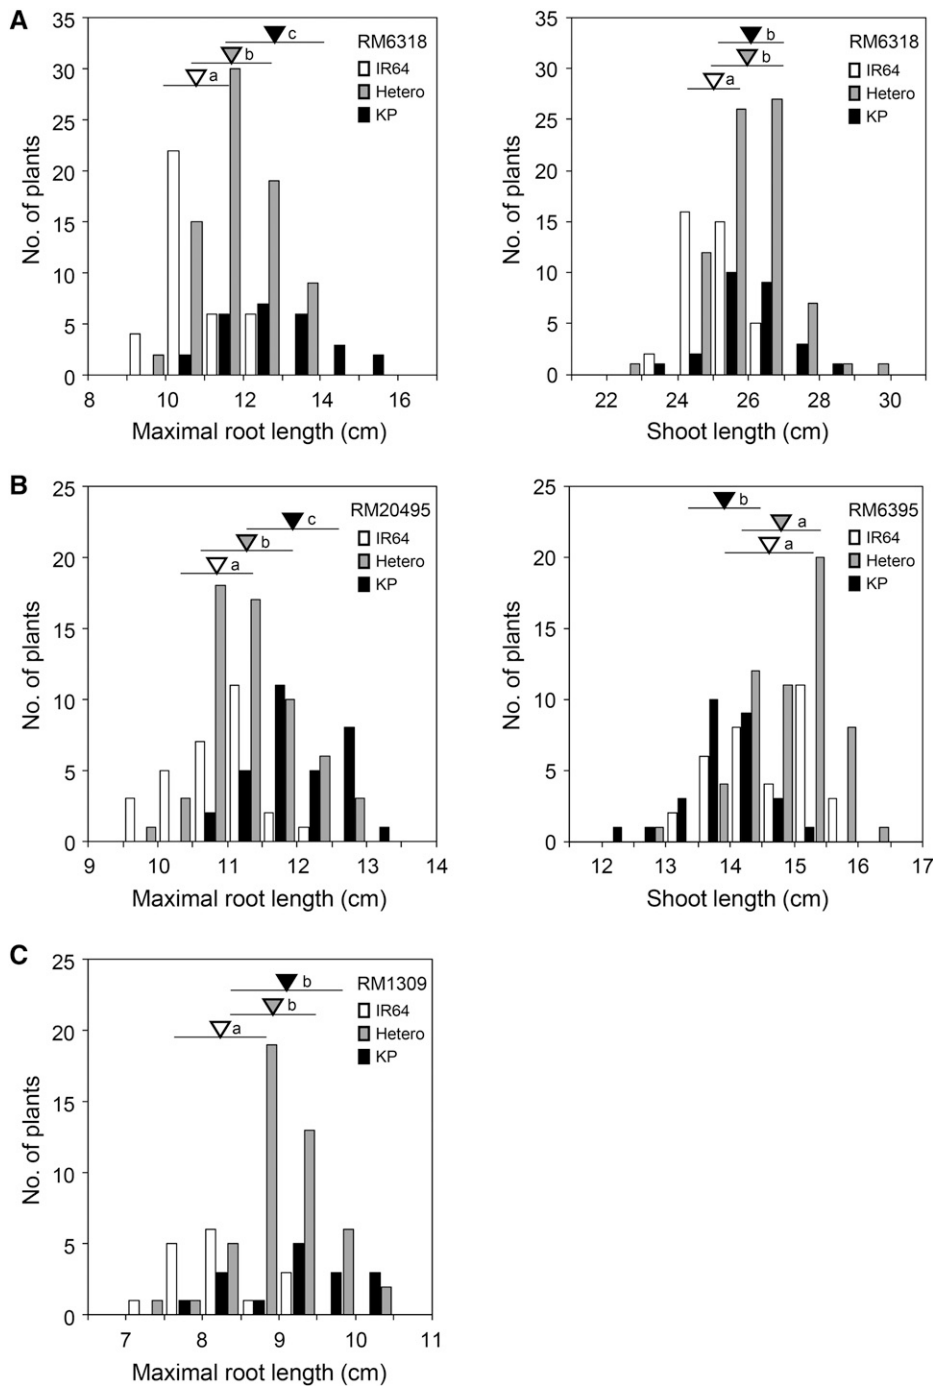 A
35
30
25
20
15
10
5
0
No. of plants
c
b
a
RM6318
IR64
Hetero
KP
8 10 12 14 16
Maximal root length (cm)
35
30
25
20
15
10
5
0
No. of plants
b
b
a
RM6318
IR64
Hetero
KP
22 24 26 28 30
Shoot length (cm)
B
25
20
15
10
5
0
No. of plants
c
b
a
RM20495
IR64
Hetero
KP
9 10 11 12 13 14
Maximal root length (cm)
25
20
15
10
5
0
No. of plants
b
a
a
RM6395
IR64
Hetero
KP
12 13 14 15 16 17
Shoot length (cm)
C
25
20
15
10
5
0
No. of plants
b
b
a
RM1309
IR64
Hetero
KP
7 8 9 10 11
Maximal root length (cm)